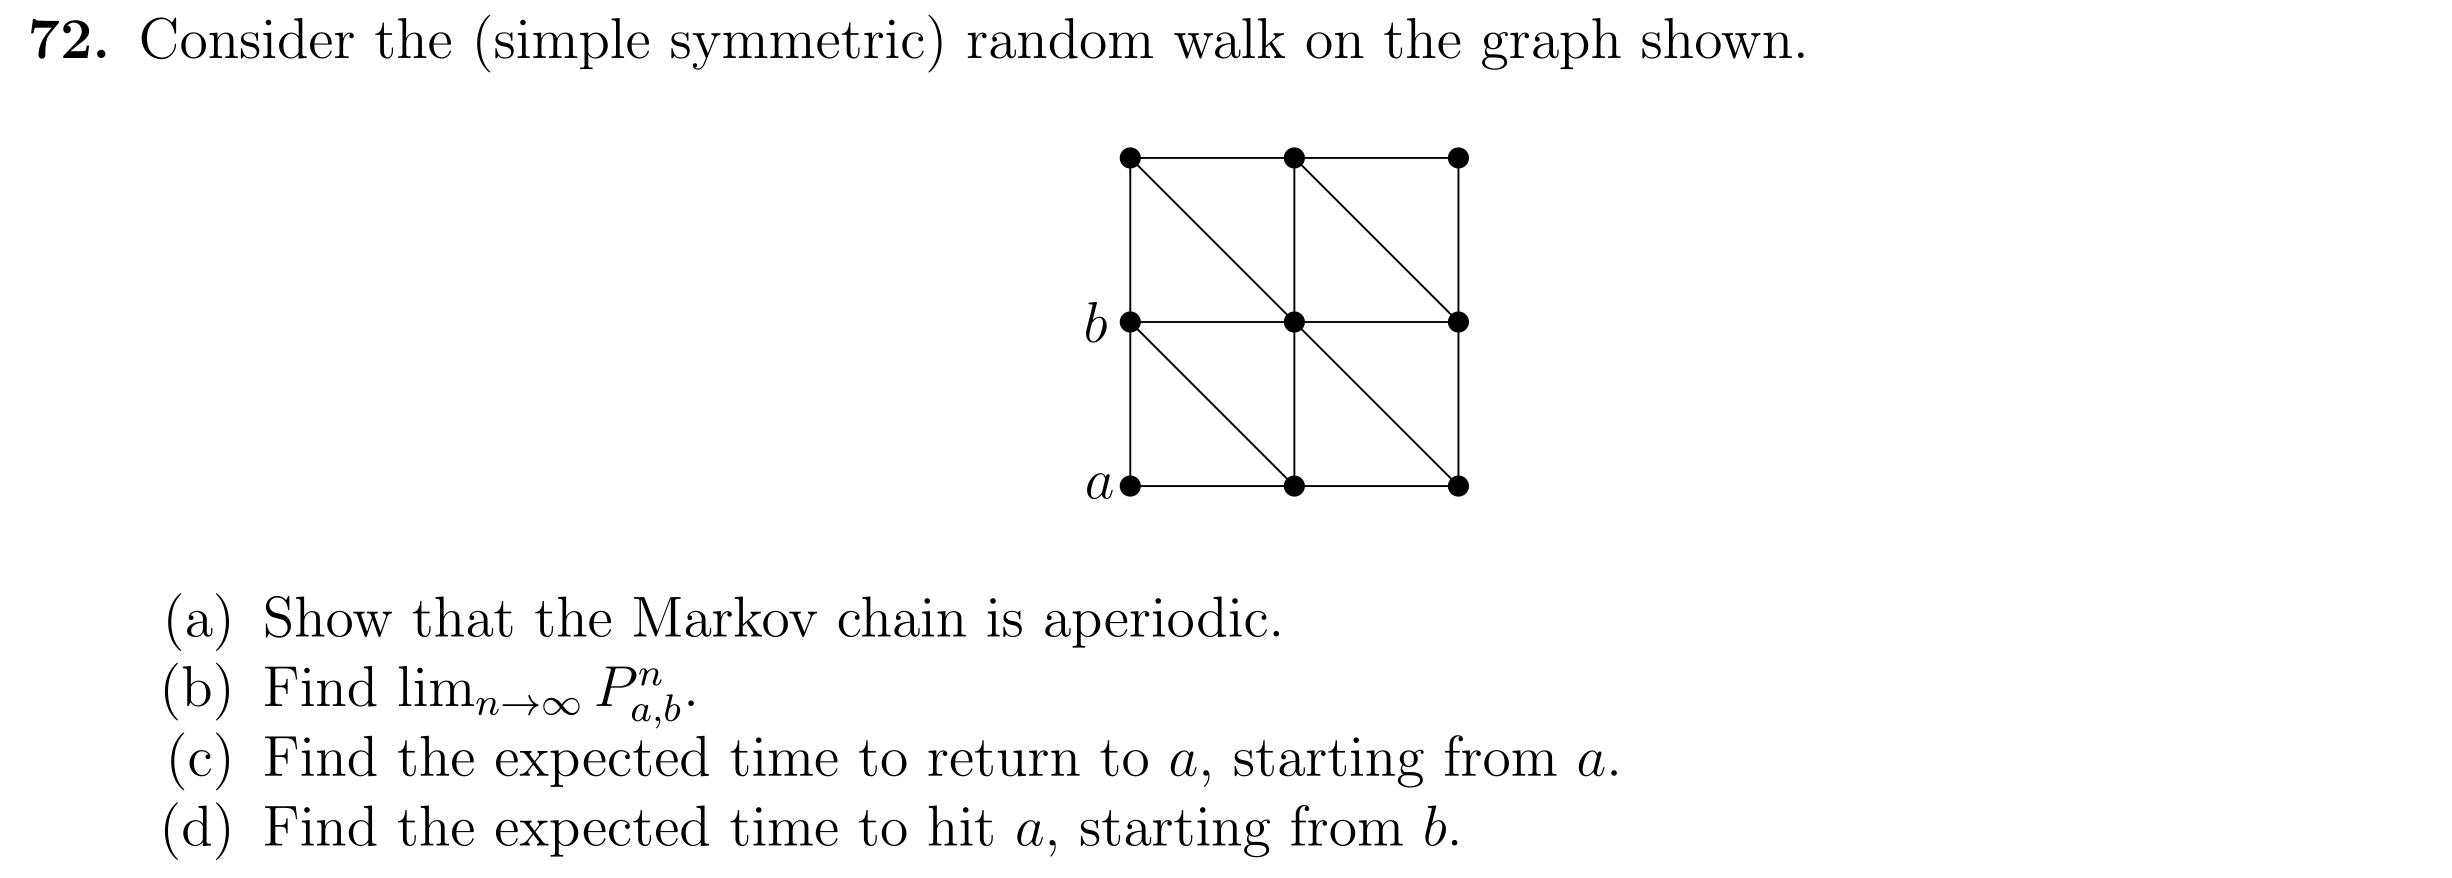 72. Consider the (simple symmetric) random walk on the graph shown.
b
a
(a) Show that the Markov chain is aperiodic.
(b) Find lim_{n→∞} P^n_{a,b}.
(c) Find the expected time to return to a, starting from a.
(d) Find the expected time to hit a, starting from b.